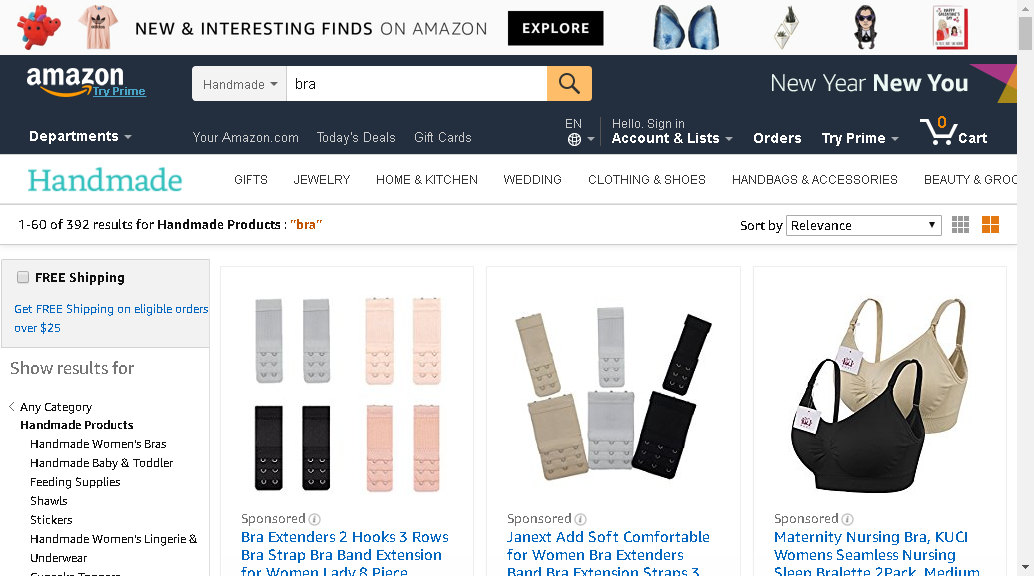 NEW & INTERESTING FINDS ON AMAZON
EXPLORE
amazon
Try Prime
Handmade
bra
New Year New You
Departments
Your Amazon.com
Today's Deals
Gift Cards
EN
Hello. Sign in
Account & Lists
Orders
Try Prime
0
Cart
Handmade
GIFTS
JEWELRY
HOME & KITCHEN
WEDDING
CLOTHING & SHOES
HANDBAGS & ACCESSORIES
BEAUTY & GROO
1-60 of 392 results for Handmade Products : "bra"
Sort by
Relevance
FREE Shipping
Get FREE Shipping on eligible orders
over $25
Show results for
Any Category
Handmade Products
Handmade Women's Bras
Handmade Baby & Toddler
Feeding Supplies
Shawls
Stickers
Handmade Women's Lingerie &
Underwear
Cupcake Toppers
Sponsored
Bra Extenders 2 Hooks 3 Rows
Bra Strap Bra Band Extension
for Women Lady 8 Piece
Sponsored
Janext Add Soft Comfortable
for Women Bra Extenders
Bra Band Extension Straps 3
Sponsored
Maternity Nursing Bra, KUCI
Womens Seamless Nursing
Sleep Bralette 2Pack, Medium